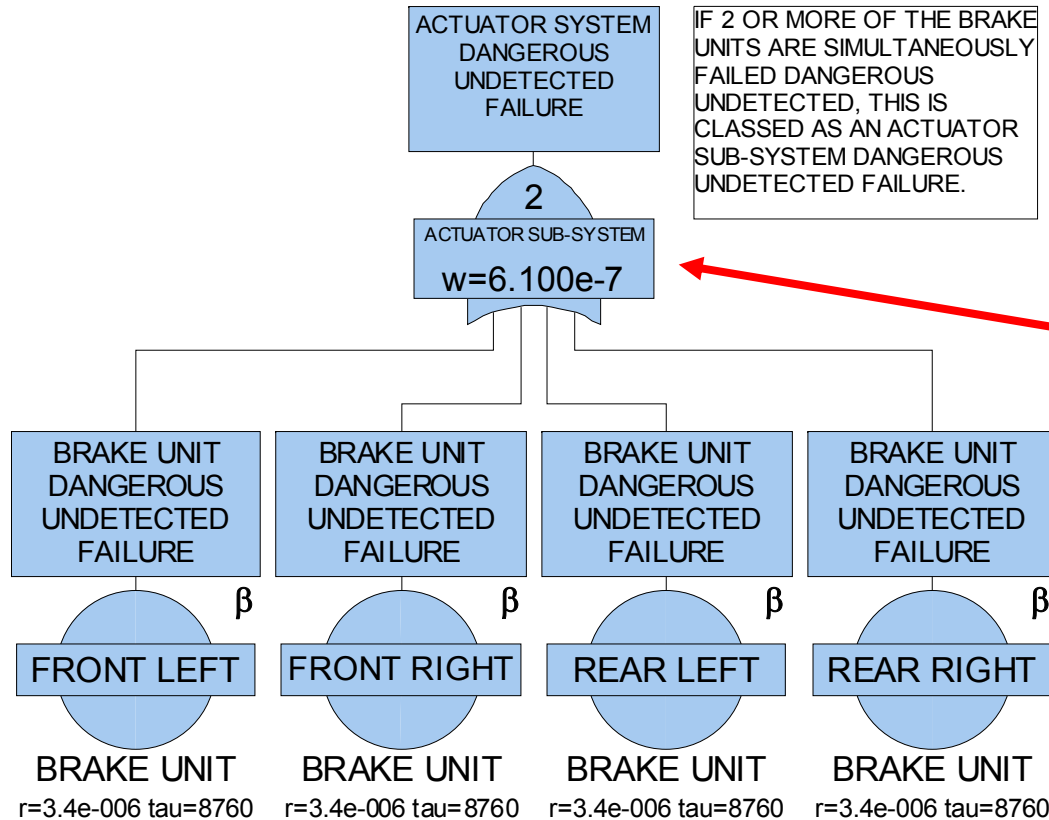 ACTUATOR SYSTEM
DANGEROUS
UNDETECTED
FAILURE
IF 2 OR MORE OF THE BRAKE
UNITS ARE SIMULTANEOUSLY
FAILED DANGEROUS
UNDETECTED, THIS IS
CLASSED AS AN ACTUATOR
SUB-SYSTEM DANGEROUS
UNDETECTED FAILURE.
2
ACTUATOR SUB-SYSTEM
w=6.100e-7
BRAKE UNIT
DANGEROUS
UNDETECTED
FAILURE
BRAKE UNIT
DANGEROUS
UNDETECTED
FAILURE
BRAKE UNIT
DANGEROUS
UNDETECTED
FAILURE
BRAKE UNIT
DANGEROUS
UNDETECTED
FAILURE
β
β
β
β
FRONT LEFT
FRONT RIGHT
REAR LEFT
REAR RIGHT
BRAKE UNIT
BRAKE UNIT
BRAKE UNIT
BRAKE UNIT
r=3.4e-006 tau=8760
r=3.4e-006 tau=8760
r=3.4e-006 tau=8760
r=3.4e-006 tau=8760